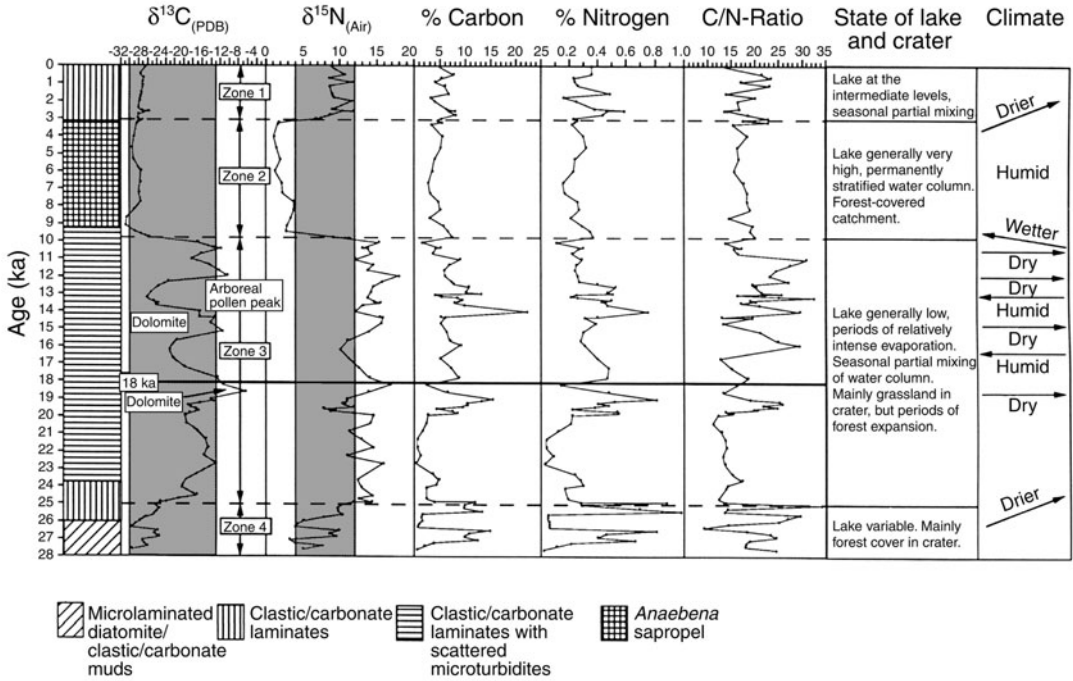 δ13C(PDB) δ15N(Air) % Carbon % Nitrogen C/N-Ratio State of lake and crater Climate
-32 -28 -24 -20 -16 -12 -8 -4 0 5 10 15 20 5 10 15 20 25 0.2 0.4 0.6 0.8 1.0 10 15 20 25 30 35
Age (ka)
0
1
2
3
4
5
6
7
8
9
10
11
12
13
14
15
16
17
18
19
20
21
22
23
24
25
26
27
28
Zone 1
Zone 2
Arboreal
pollen peak
Dolomite
Zone 3
18 ka
Dolomite
Zone 4
Lake at the
intermediate levels,
seasonal partial mixing.
Lake generally very
high, permanently
stratified water column.
Forest-covered
catchment.
Lake generally low,
periods of relatively
intense evaporation.
Seasonal partial mixing
of water column.
Mainly grassland in
crater, but periods of
forest expansion.
Lake variable. Mainly
forest cover in crater.
Drier
Humid
Wetter
Dry
Dry
Humid
Dry
Humid
Dry
Drier
Microlaminated
diatomite/
clastic/carbonate
muds
Clastic/carbonate
laminates
Clastic/carbonate
laminates with
scattered
microturbidites
Anaebena
sapropel